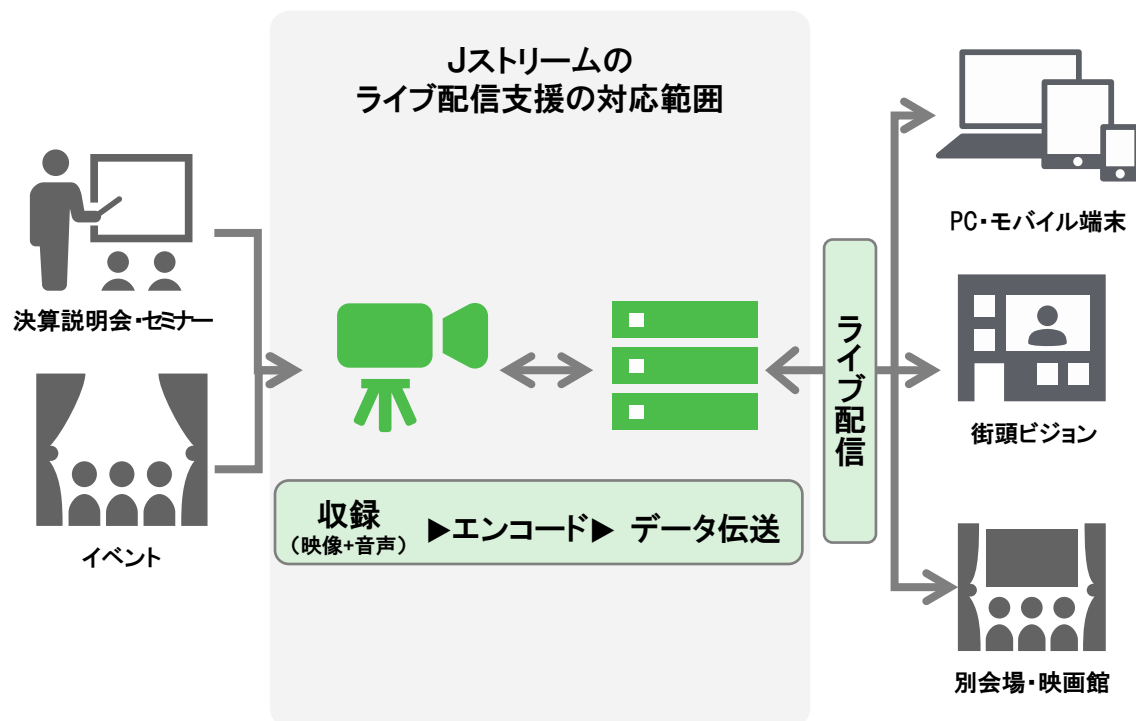 Jストリームの
ライブ配信支援の対応範囲
決算説明会・セミナー
イベント
収録
（映像+音声）
▶エンコード▶ データ伝送
ライブ配信
PC・モバイル端末
街頭ビジョン
別会場・映画館